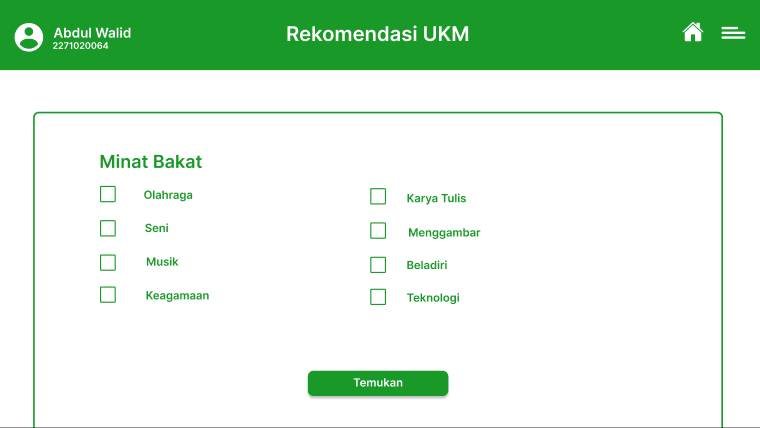 Abdul Walid
2271020064
Rekomendasi UKM
Minat Bakat
Olahraga
Seni
Musik
Keagamaan
Karya Tulis
Menggambar
Beladiri
Teknologi
Temukan